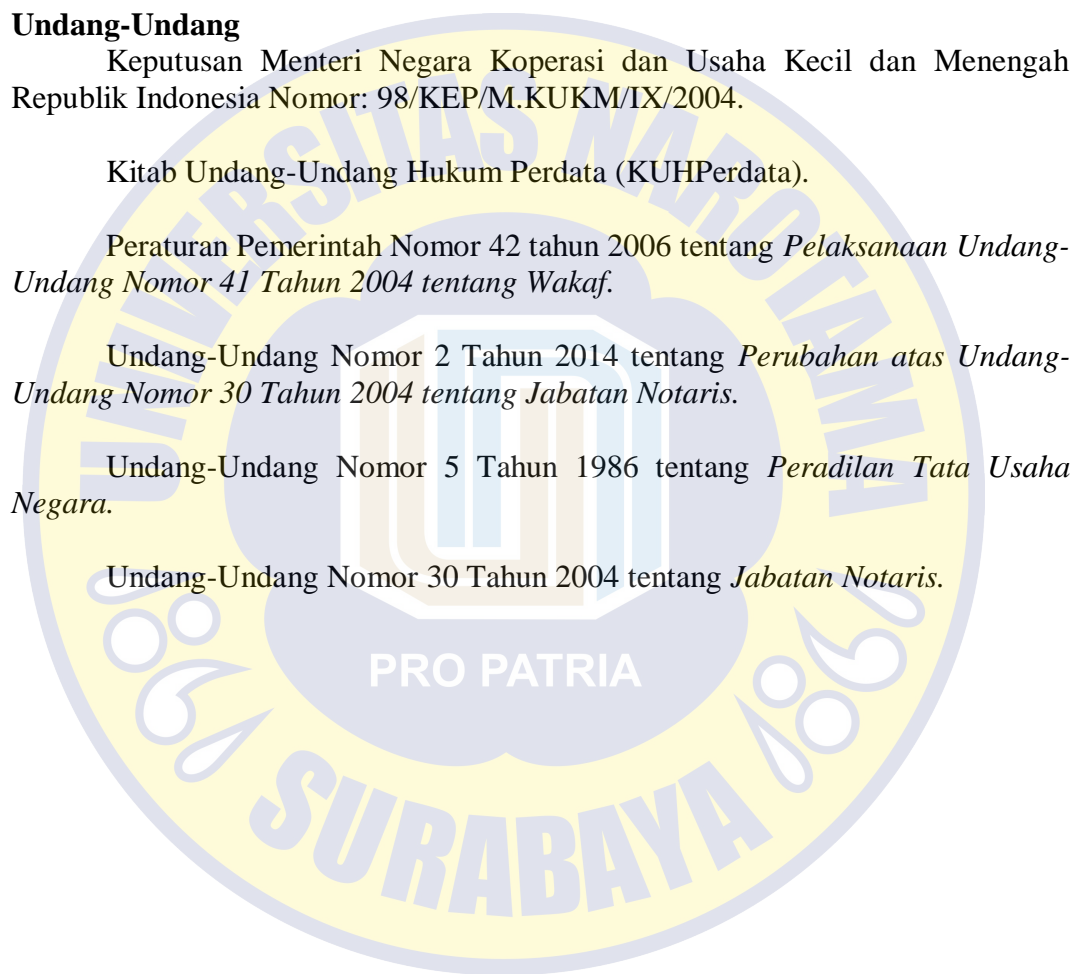 Undang-Undang
Keputusan Menteri Negara Koperasi dan Usaha Kecil dan Menengah
Republik Indonesia Nomor: 98/KEP/M.KUKM/IX/2004.
Kitab Undang-Undang Hukum Perdata (KUHPerdata).
Peraturan Pemerintah Nomor 42 tahun 2006 tentang Pelaksanaan Undang-
Undang Nomor 41 Tahun 2004 tentang Wakaf.
Undang-Undang Nomor 2 Tahun 2014 tentang Perubahan atas Undang-
Undang Nomor 30 Tahun 2004 tentang Jabatan Notaris.
Undang-Undang Nomor 5 Tahun 1986 tentang Peradilan Tata Usaha
Negara.
Undang-Undang Nomor 30 Tahun 2004 tentang Jabatan Notaris.
UNIVERSITAS NAROTAMA
PRO PATRIA
SURABAYA